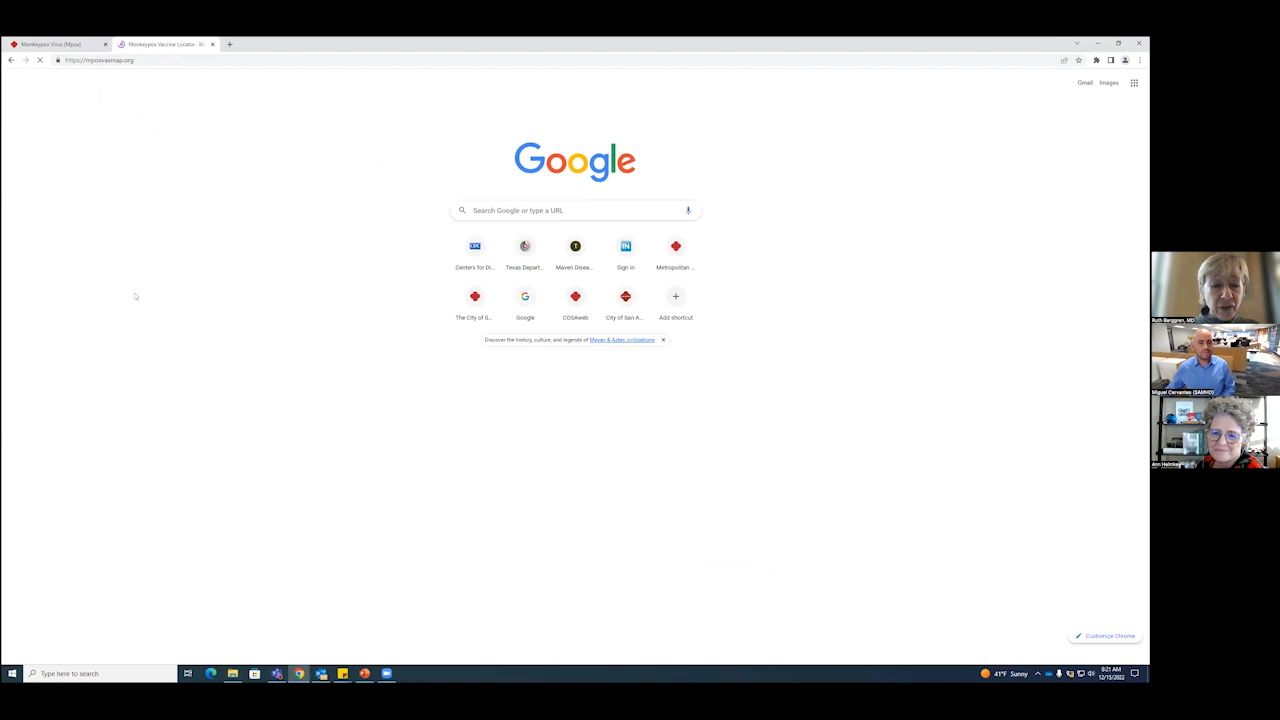 Monkeypox Virus (Mpox)
Monkeypox Vaccine Locator - M
https://mpoxvaxmap.org
Gmail Images
Google
Search Google or type a URL
Centers for Di...
Texas Depart...
Maven Disea...
Sign in
Metropolitan ...
The City of S...
Google
COSAweb
City of San A...
Add shortcut
Discover the history, culture, and legends of Mayan & Aztec civilizations
Customize Chrome
Ruth Berggren, MD
Miguel Cervantes (SAMHD)
Ann Helmke
Type here to search
41°F Sunny
8:21 AM
12/15/2022